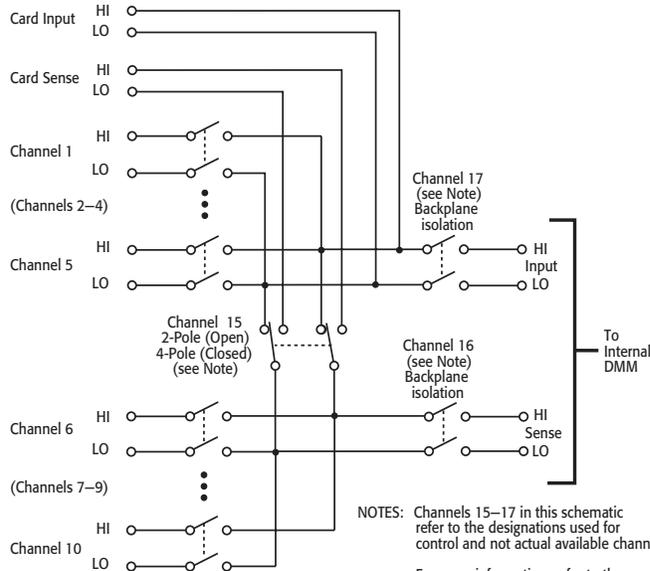 Card Input
HI
LO
Card Sense
HI
LO
Channel 1
HI
LO
(Channels 2–4)
Channel 5
HI
LO
Channel 17
(see Note)
Backplane
isolation
HI
Input
LO
Channel 15
2-Pole (Open)
4-Pole (Closed)
(see Note)
Channel 16
(see Note)
Backplane
isolation
To
Internal
DMM
Channel 6
HI
LO
HI
Sense
LO
(Channels 7–9)
Channel 10
HI
LO
NOTES: Channels 15–17 in this schematic
refer to the designations used for
control and not actual available